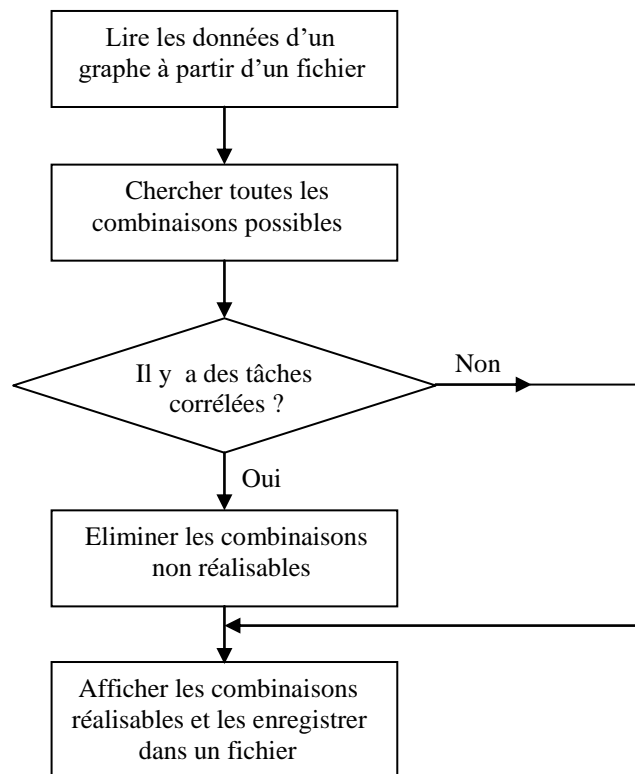 Lire les données d’un
graphe à partir d’un fichier
Chercher toutes les
combinaisons possibles
Il y a des tâches
corrélées ?
Non
Oui
Eliminer les combinaisons
non réalisables
Afficher les combinaisons
réalisables et les enregistrer
dans un fichier